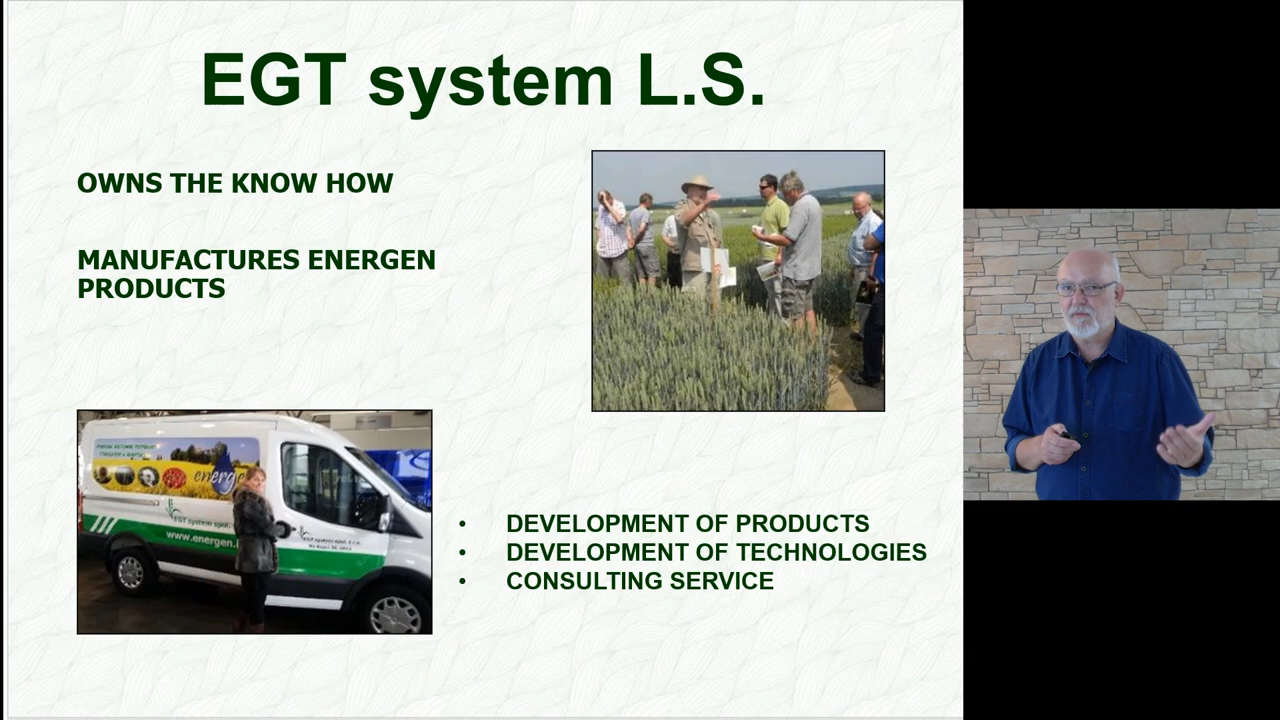 EGT system L.S.
OWNS THE KNOW HOW
MANUFACTURES ENERGEN
PRODUCTS
EGT system spol.
www.energen.
• DEVELOPMENT OF PRODUCTS
• DEVELOPMENT OF TECHNOLOGIES
• CONSULTING SERVICE